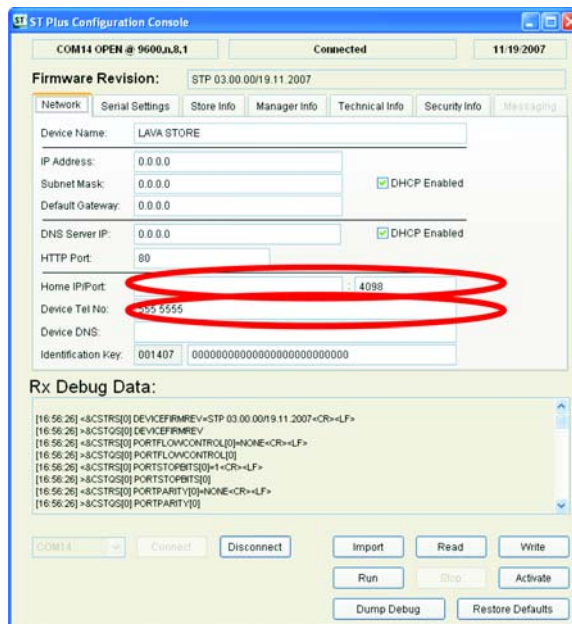 ST ST Plus Configuration Console
COM14 OPEN @ 9600,n,8,1 Connected 11/19/2007
Firmware Revision: STP 03.00.00/19.11.2007
Network Serial Settings Store Info Manager Info Technical Info Security Info Messaging
Device Name: LAVA STORE
IP Address: 0.0.0.0
Subnet Mask: 0.0.0.0 DHCP Enabled
Default Gateway: 0.0.0.0
DNS Server IP: 0.0.0.0 DHCP Enabled
HTTP Port: 80
Home IP/Port: : 4098
Device Tel No: 555 5555
Device DNS:
Identification Key: 001407 000000000000000000000000
Rx Debug Data:
[16:56:26] <&CSTRS[0] DEVICEFIRMREV=STP 03.00.00/19.11.2007<CR><LF>
[16:56:26] >&CSTQS[0] DEVICEFIRMREV
[16:56:26] <&CSTRS[0] PORTFLOWCONTROL[0]=NONE<CR><LF>
[16:56:26] >&CSTQS[0] PORTFLOWCONTROL[0]
[16:56:26] <&CSTRS[0] PORTSTOPBITS[0]=1<CR><LF>
[16:56:26] >&CSTQS[0] PORTSTOPBITS[0]
[16:56:26] <&CSTRS[0] PORTPARITY[0]=NONE<CR><LF>
[16:56:26] >&CSTQS[0] PORTPARITY[0]
COM14 Connect Disconnect Import Read Write
Run Stop Activate
Dump Debug Restore Defaults